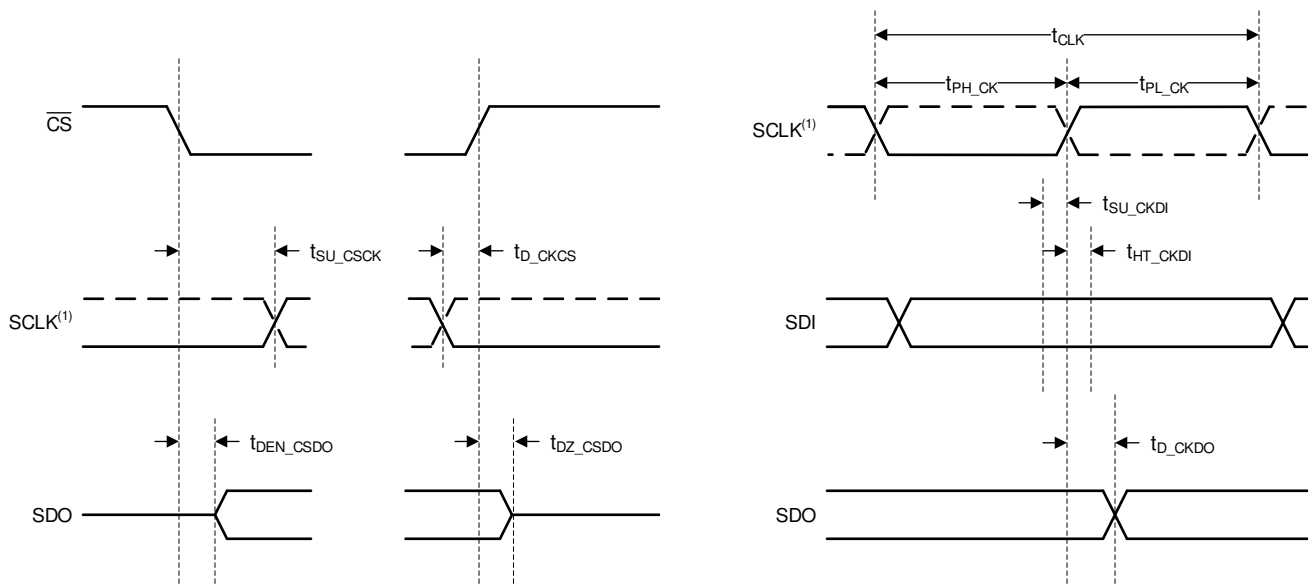 CS
SCLK(1)
tSU_CSCK
tD_CKCS
SDO
tDEN_CSDO
tDZ_CSDO
tCLK
tPH_CK
tPL_CK
SCLK(1)
tSU_CKDI
tHT_CKDI
SDI
tD_CKDO
SDO